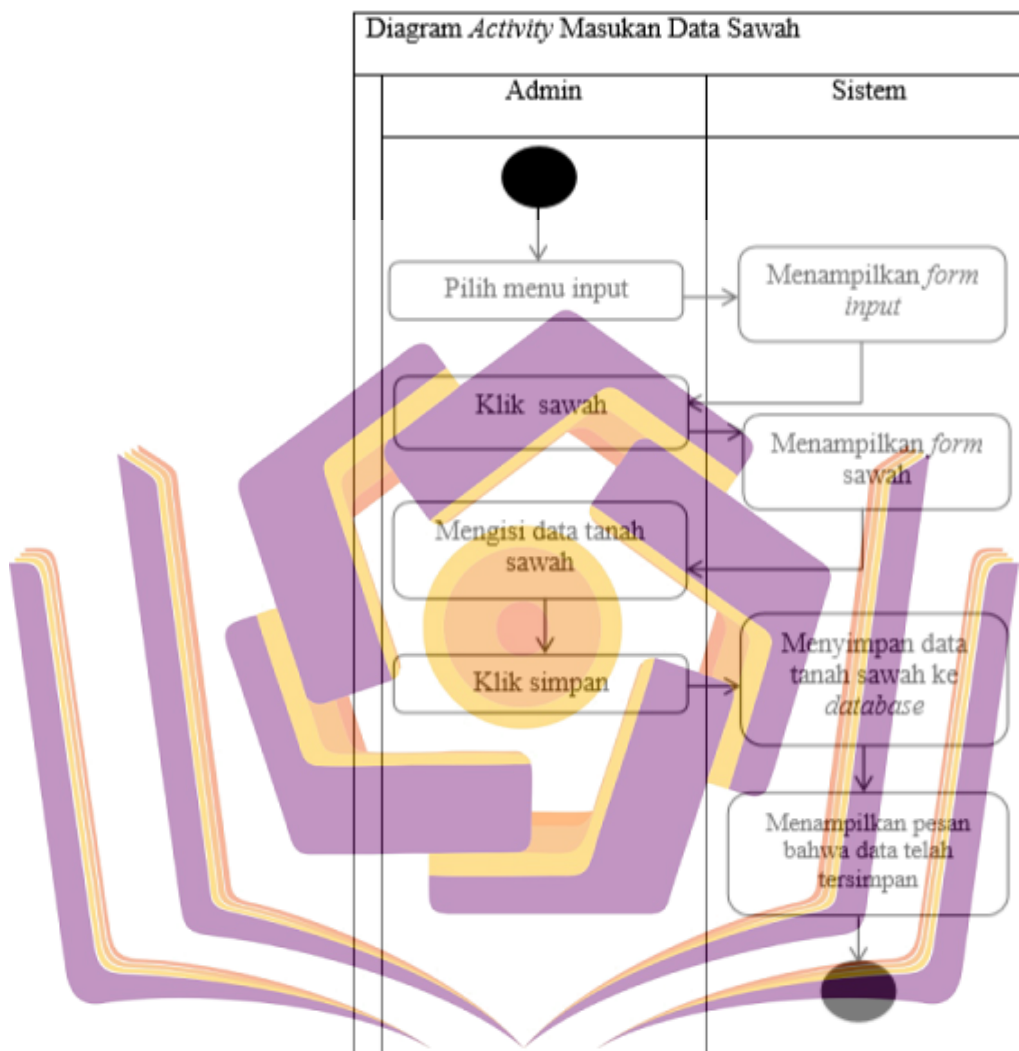 Diagram Activity Masukan Data Sawah
Admin
Sistem
Pilih menu input
Menampilkan form
input
Klik sawah
Menampilkan form
sawah
Mengisi data tanah
sawah
Klik simpan
Menyimpan data
tanah sawah ke
database
Menampilkan pesan
bahwa data telah
tersimpan